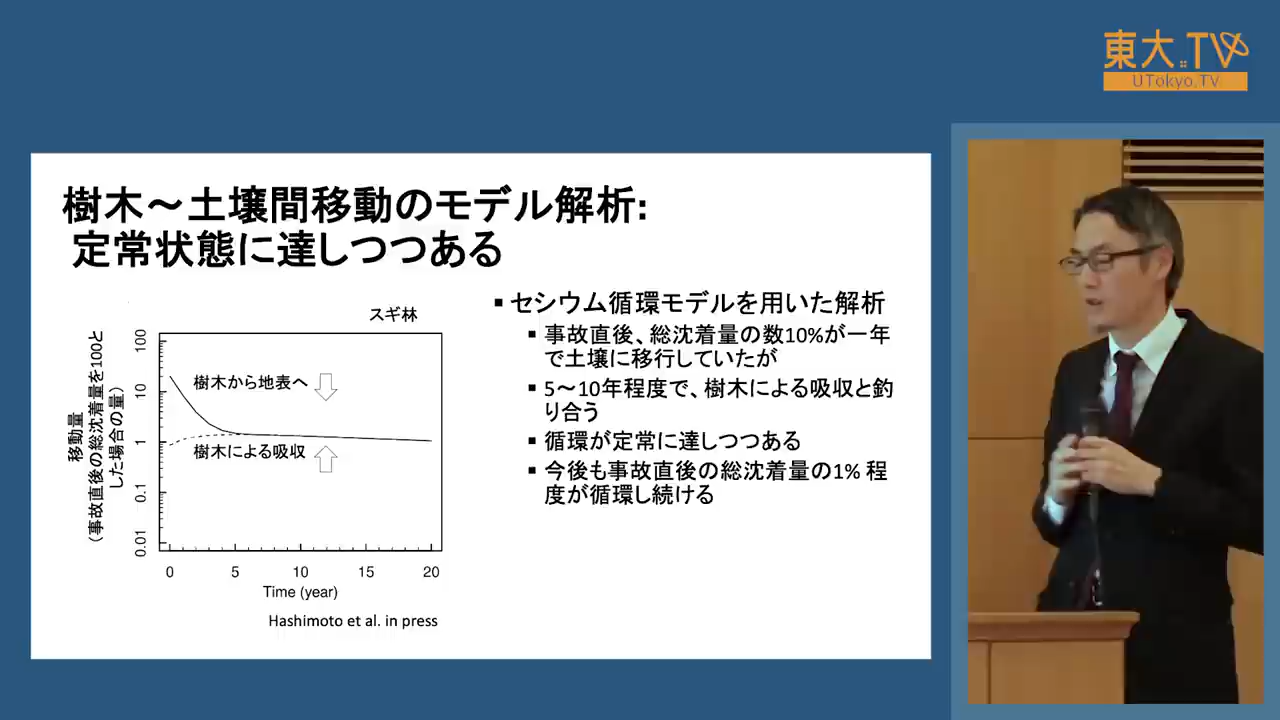 東大.TV
UTokyo.TV
樹木～土壌間移動のモデル解析:
定常状態に達しつつある
スギ林
移動量
（事故直後の総沈着量を100と
した場合の量）
100
10
1
0.1
0.01
樹木から地表へ
樹木による吸収
0 5 10 15 20
Time (year)
Hashimoto et al. in press
▪ セシウム循環モデルを用いた解析
▪ 事故直後、総沈着量の数10%が一年
で土壌に移行していたが
▪ 5～10年程度で、樹木による吸収と釣
り合う
▪ 循環が定常に達しつつある
▪ 今後も事故直後の総沈着量の1% 程
度が循環し続ける